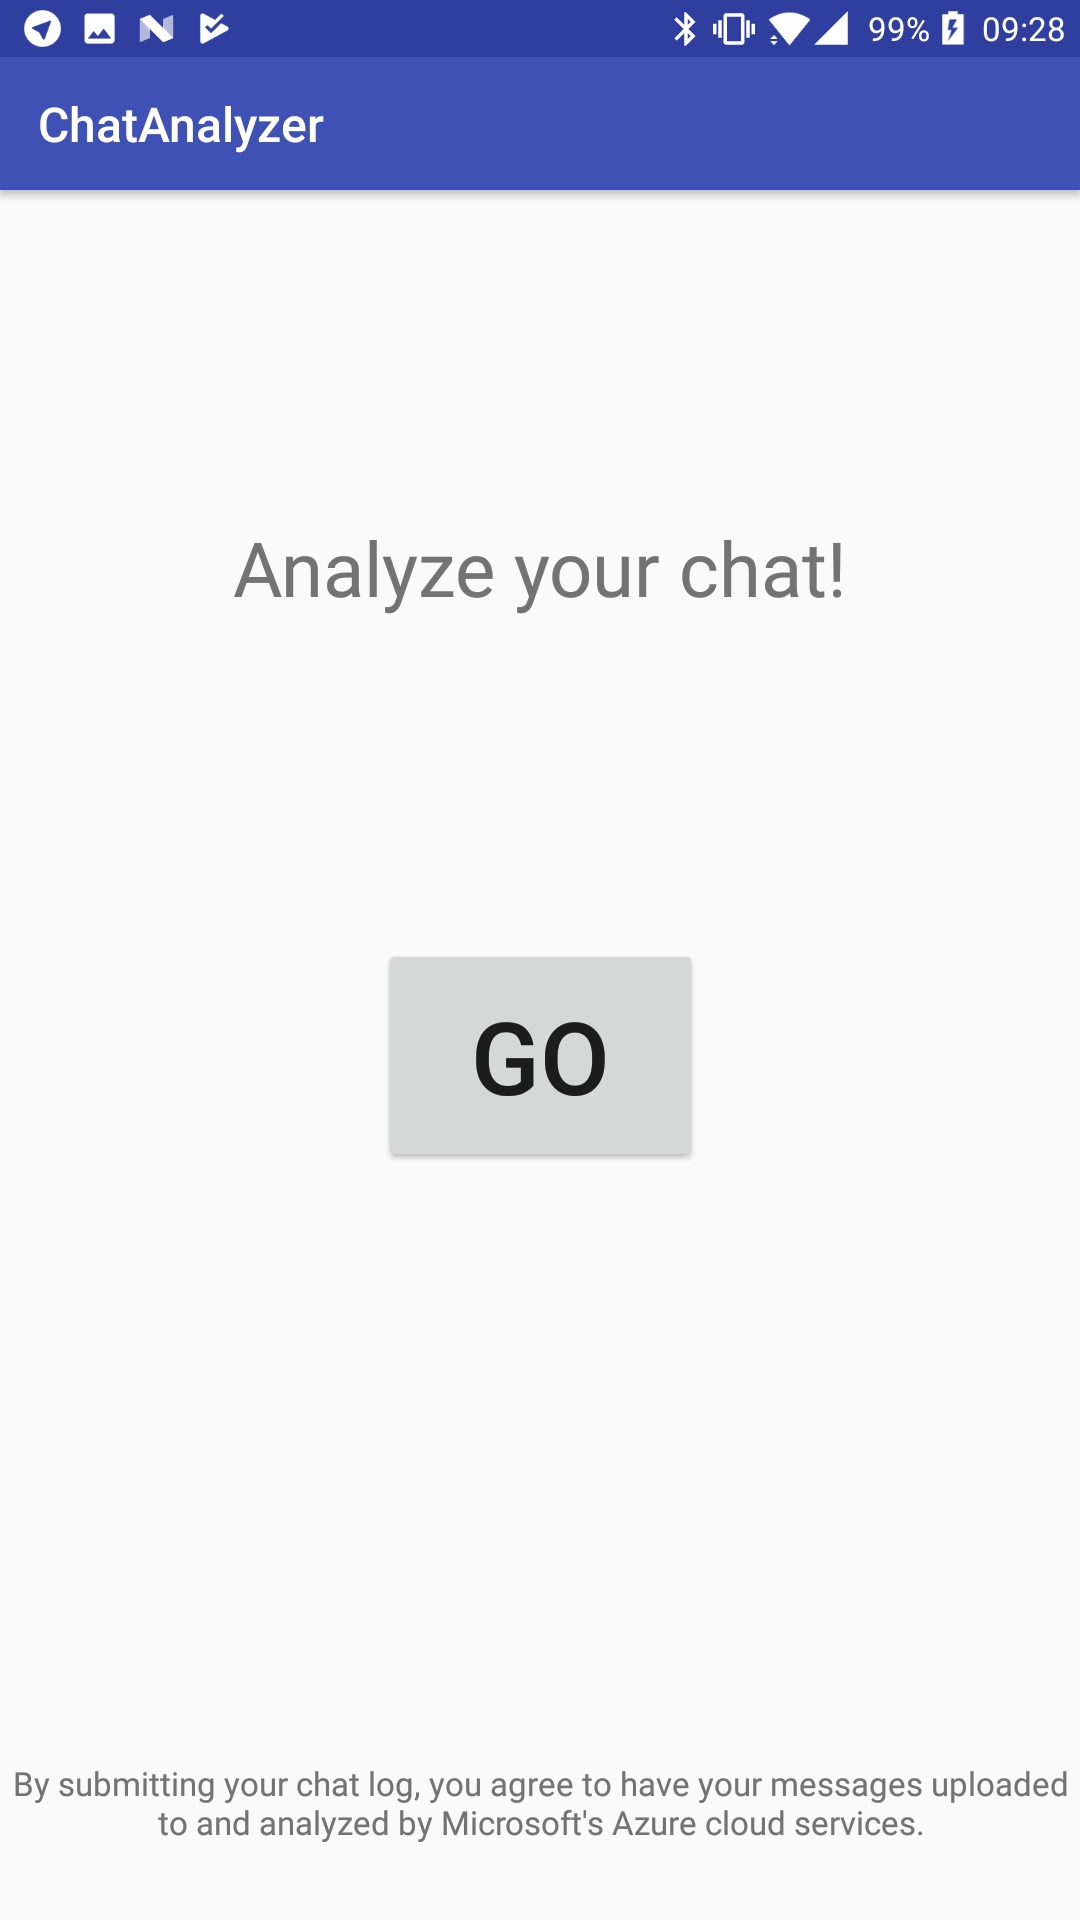 99% 09:28
ChatAnalyzer
Analyze your chat!
GO
By submitting your chat log, you agree to have your messages uploaded
to and analyzed by Microsoft's Azure cloud services.